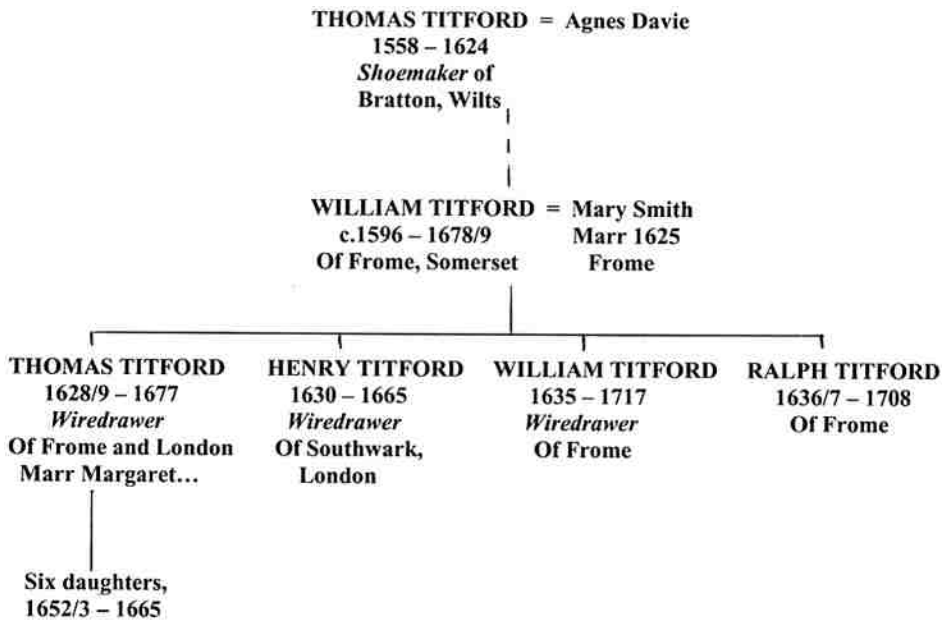 THOMAS TITFORD = Agnes Davie
1558 – 1624
Shoemaker of
Bratton, Wilts
WILLIAM TITFORD = Mary Smith
c.1596 – 1678/9 Marr 1625
Of Frome, Somerset Frome
THOMAS TITFORD
1628/9 – 1677
Wiredrawer
Of Frome and London
Marr Margaret…
HENRY TITFORD
1630 – 1665
Wiredrawer
Of Southwark,
London
WILLIAM TITFORD
1635 – 1717
Wiredrawer
Of Frome
RALPH TITFORD
1636/7 – 1708
Of Frome
Six daughters,
1652/3 – 1665